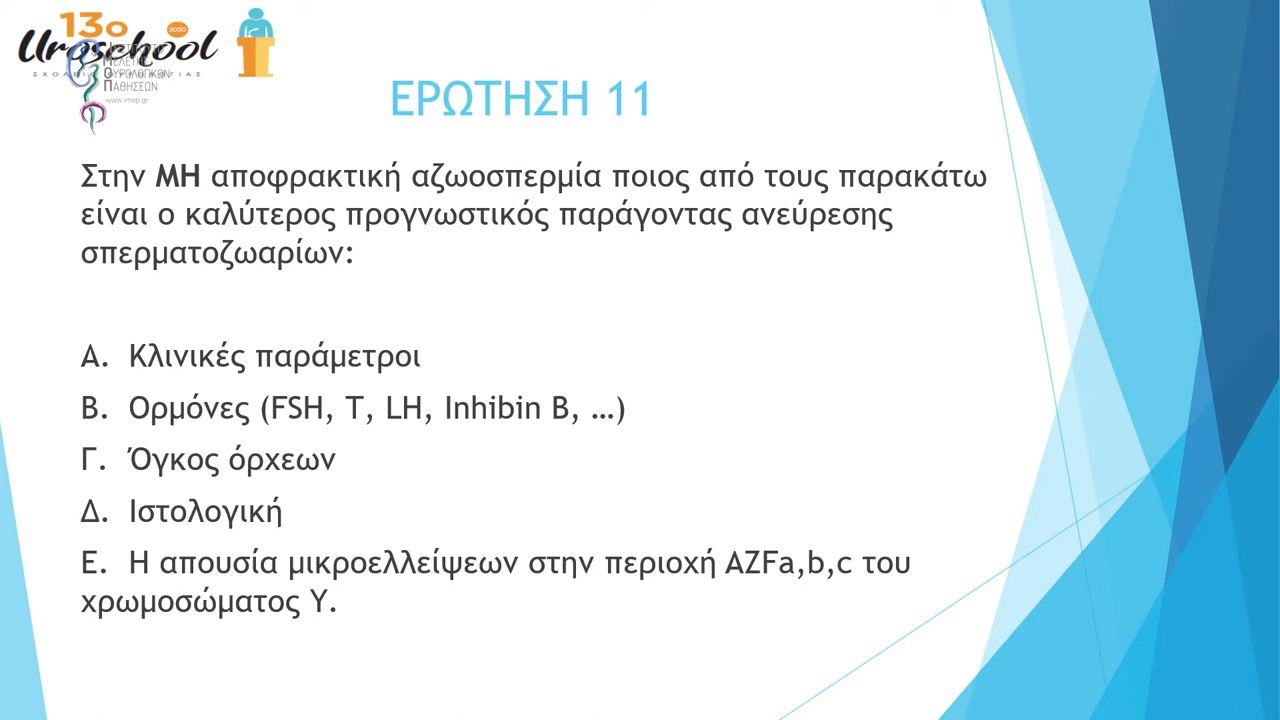 13ο
2020
Uroschool
ΜΕΛΕΤΗΣ
ΟΥΡΟΛΟΓΙΚΩΝ
ΠΑΘΗΣΕΩΝ
www.imop.gr
ΕΡΩΤΗΣΗ 11
Στην ΜΗ αποφρακτική αζωοσπερμία ποιος από τους παρακάτω
είναι ο καλύτερος προγνωστικός παράγοντας ανεύρεσης
σπερματοζωαρίων:
Α. Κλινικές παράμετροι
Β. Ορμόνες (FSH, T, LH, Inhibin B, …)
Γ. Όγκος όρχεων
Δ. Ιστολογική
Ε. Η απουσία μικροελλείψεων στην περιοχή AZFa,b,c του
χρωμοσώματος Υ.